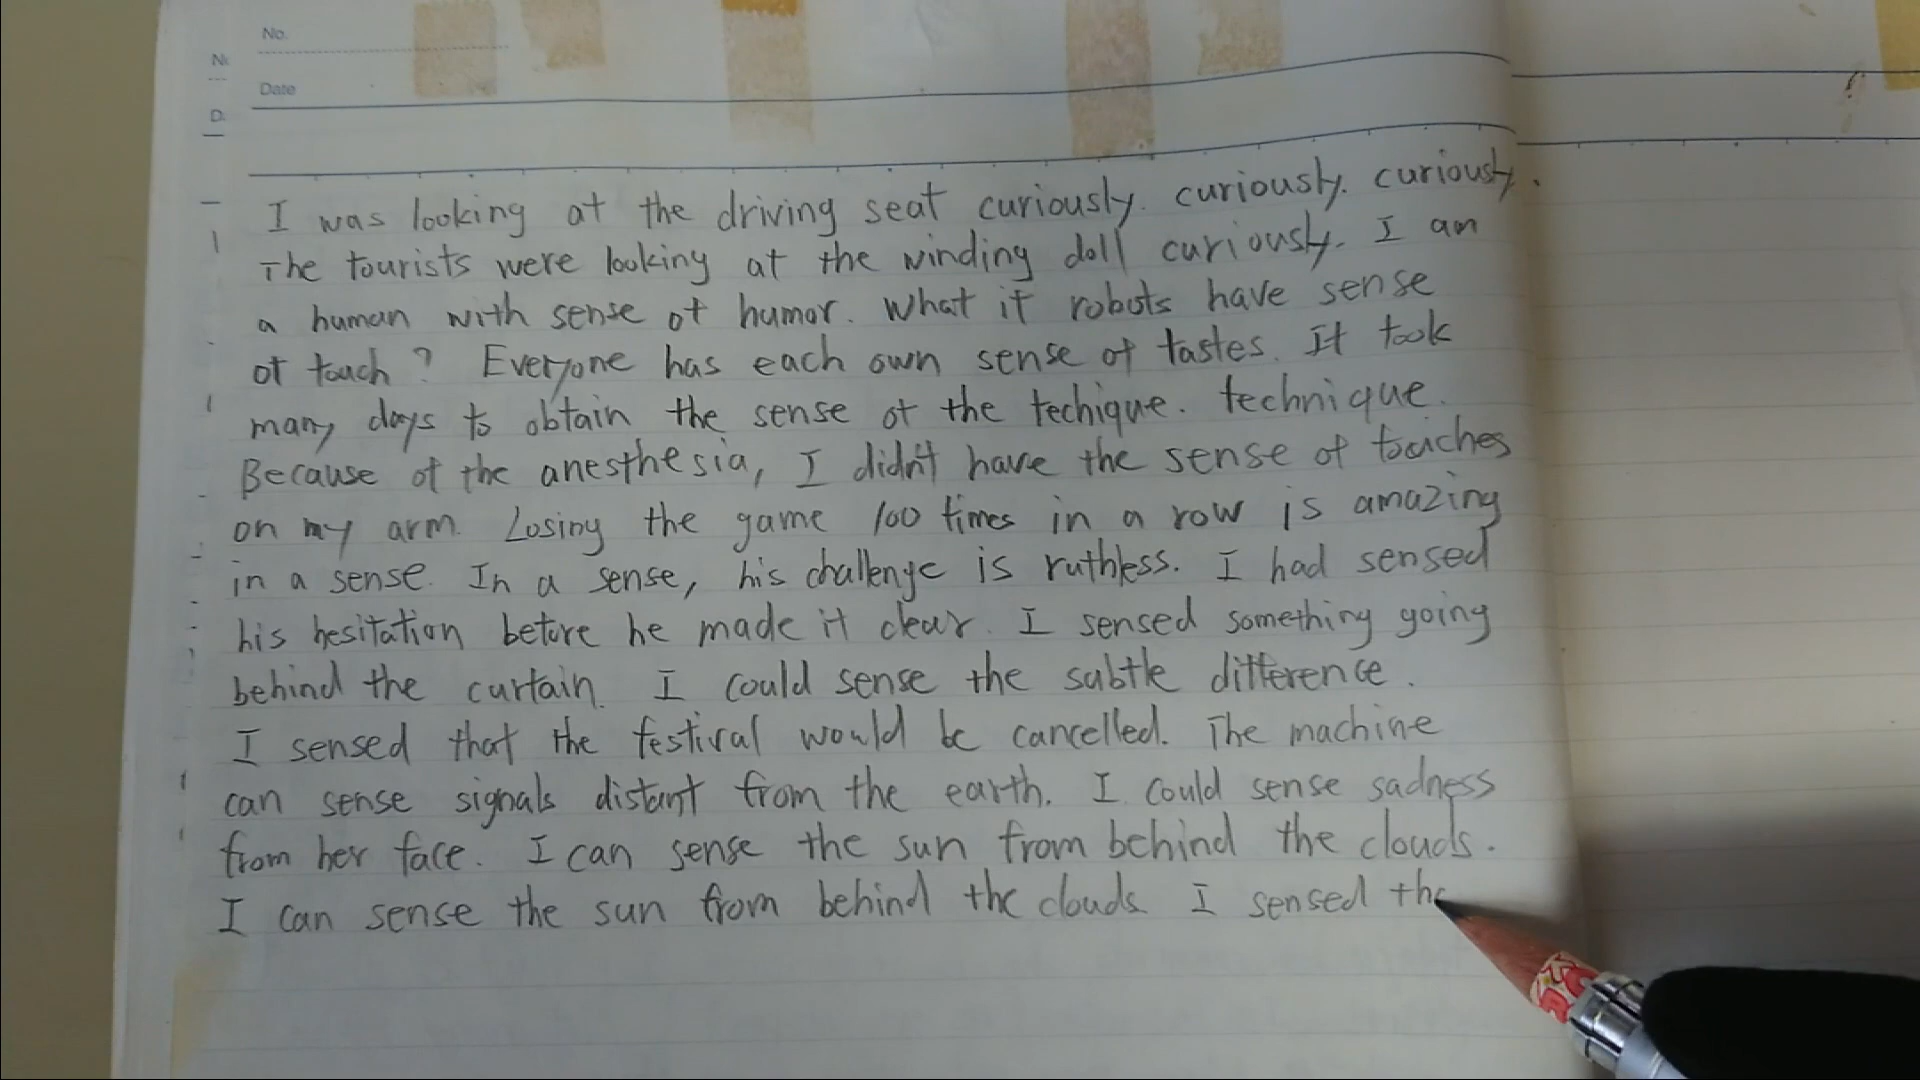 No.
Date
I was looking at the driving seat curiously. curiously. curiously.
The tourists were looking at the winding doll curiously. I am
a human with sense of humor. What if robots have sense
of touch? Everyone has each own sense of tastes. It took
many days to obtain the sense of the techique. technique.
Because of the anesthesia, I didn't have the sense of touches
on my arm. Losing the game 100 times in a row is amazing
in a sense. In a sense, his challenge is ruthless. I had sensed
his hesitation before he made it clear. I sensed something going
behind the curtain. I could sense the subtle difference.
I sensed that the festival would be cancelled. The machine
can sense signals distant from the earth. I could sense sadness
from her face. I can sense the sun from behind the clouds.
I can sense the sun from behind the clouds. I sensed the